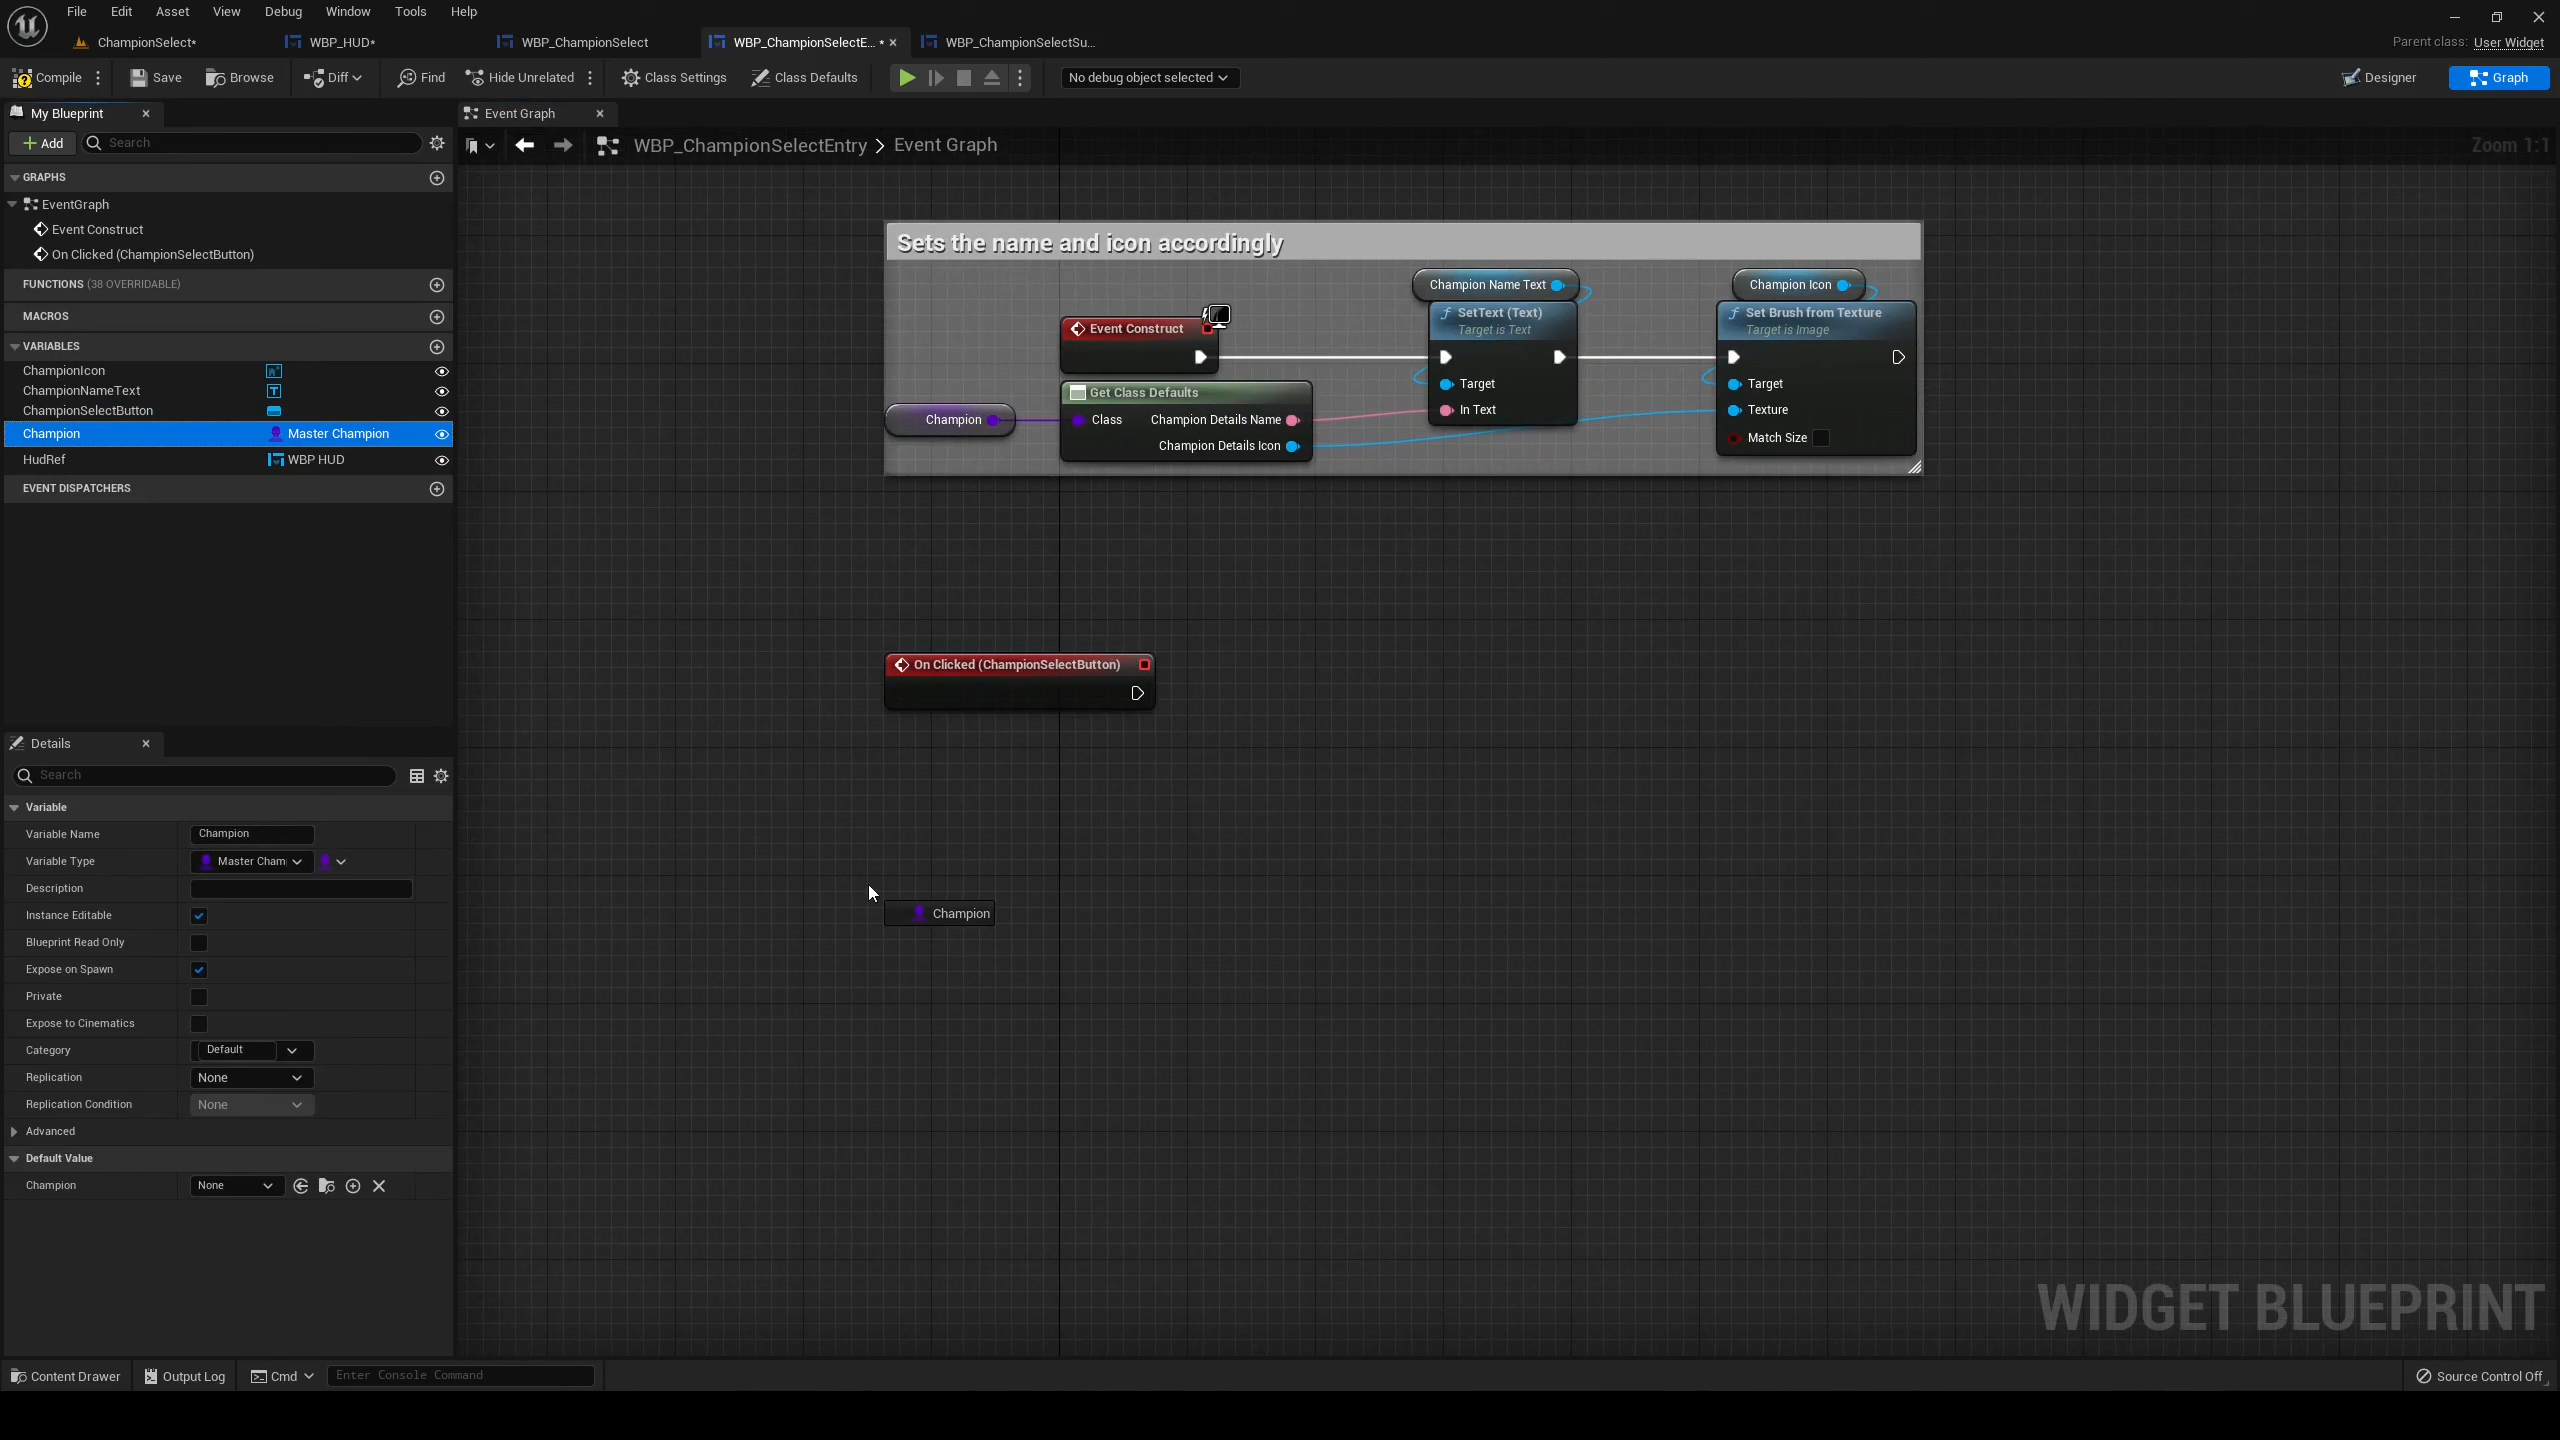 File Edit Asset View Debug Window Tools Help
ChampionSelect* WBP_HUD* WBP_ChampionSelect WBP_ChampionSelectE... * WBP_ChampionSelectSu...
Parent class: User Widget
Compile Save Browse Diff Find Hide Unrelated Class Settings Class Defaults No debug object selected Designer Graph
My Blueprint
Add Search
GRAPHS
EventGraph
Event Construct
On Clicked (ChampionSelectButton)
FUNCTIONS (38 OVERRIDABLE)
MACROS
VARIABLES
ChampionIcon
ChampionNameText
ChampionSelectButton
Champion Master Champion
HudRef WBP HUD
EVENT DISPATCHERS
Details
Search
Variable
Variable Name Champion
Variable Type Master Cham
Description
Instance Editable
Blueprint Read Only
Expose on Spawn
Private
Expose to Cinematics
Category Default
Replication None
Replication Condition None
Advanced
Default Value
Champion None
Event Graph
WBP_ChampionSelectEntry > Event Graph
Zoom 1:1
Sets the name and icon accordingly
Event Construct
Champion
Get Class Defaults
Class Champion Details Name
Champion Details Icon
Champion Name Text
SetText (Text)
Target is Text
Target
In Text
Champion Icon
Set Brush from Texture
Target is Image
Target
Texture
Match Size
On Clicked (ChampionSelectButton)
Champion
WIDGET BLUEPRINT
Content Drawer Output Log Cmd Enter Console Command Source Control Off